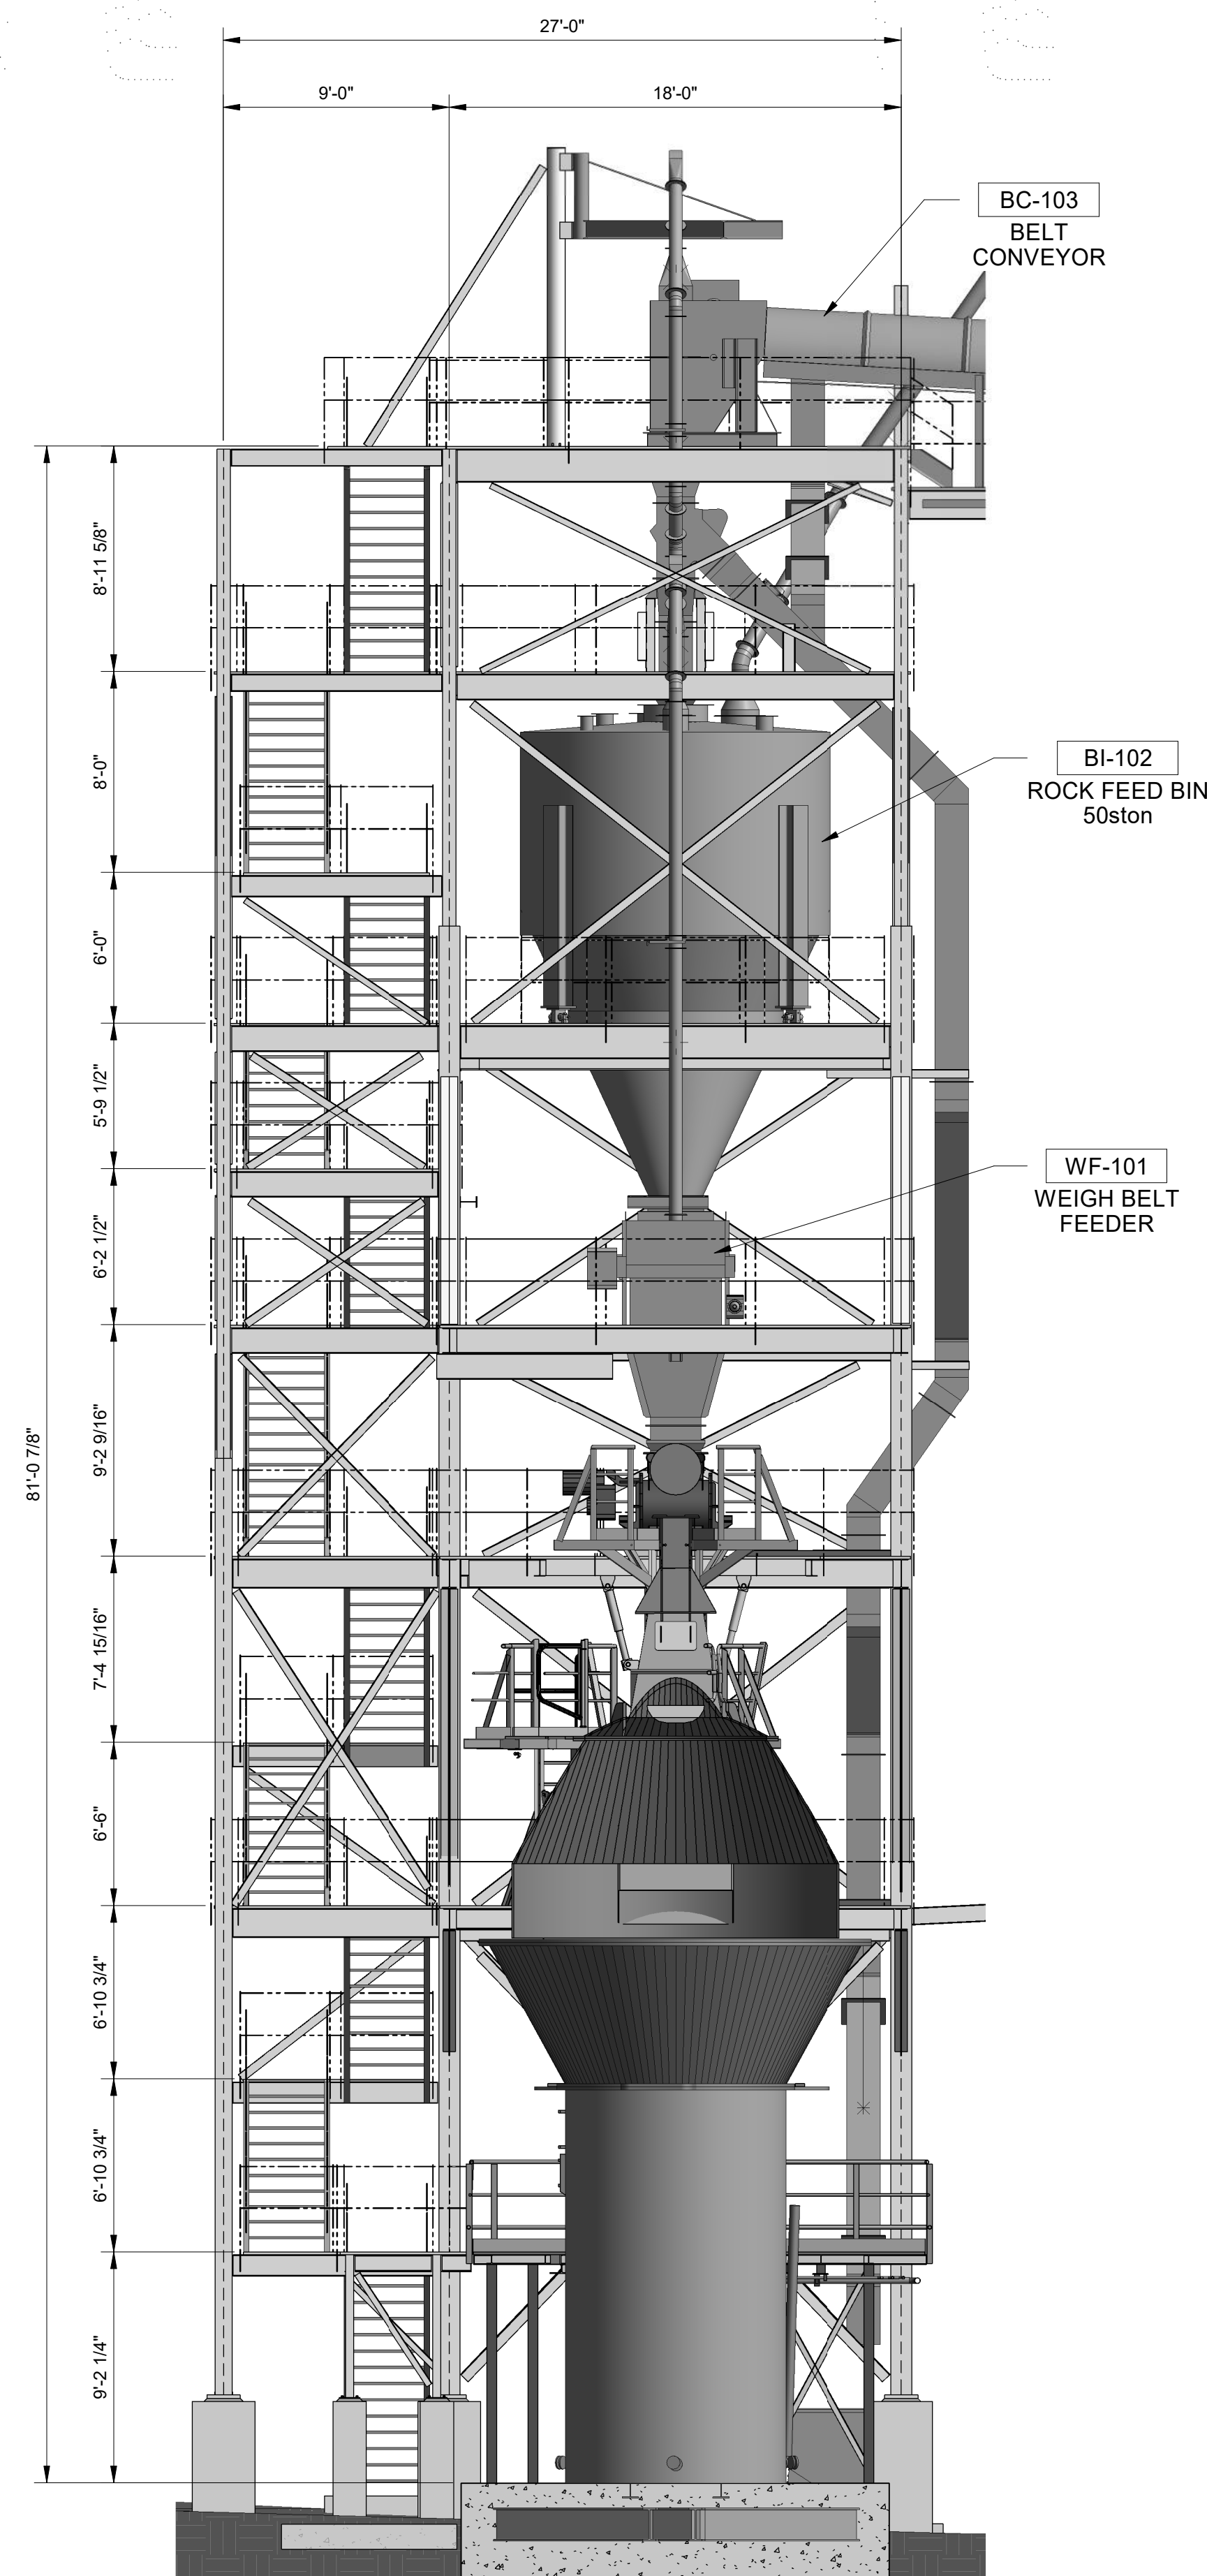 27'-0"
9'-0"
18'-0"
BC-103
BELT
CONVEYOR
8'-11 5/8"
8'-0"
BI-102
ROCK FEED BIN
50ston
6'-0"
5'-9 1/2"
WF-101
WEIGH BELT
FEEDER
6'-2 1/2"
9'-2 9/16"
81'-0 7/8"
7'-4 15/16"
6'-6"
6'-10 3/4"
6'-10 3/4"
9'-2 1/4"